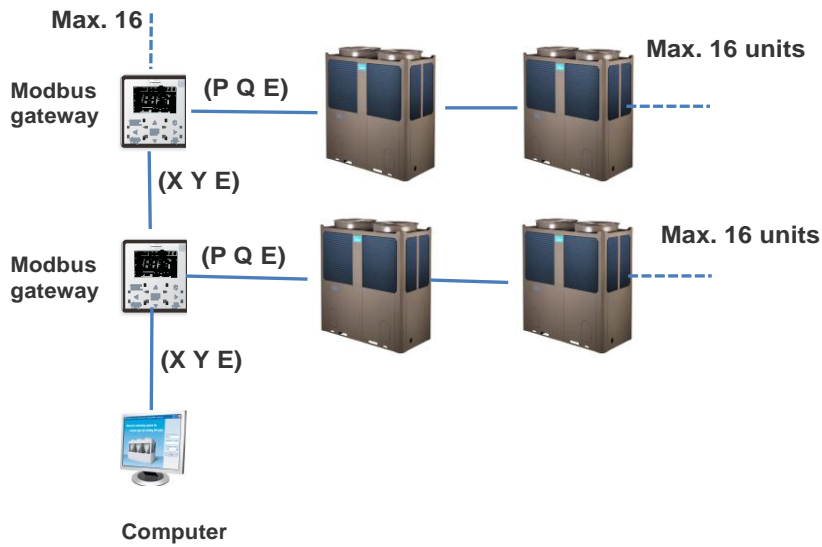 Max. 16
Modbus
gateway
(P Q E)
Max. 16 units
(X Y E)
Modbus
gateway
(P Q E)
Max. 16 units
(X Y E)
Computer